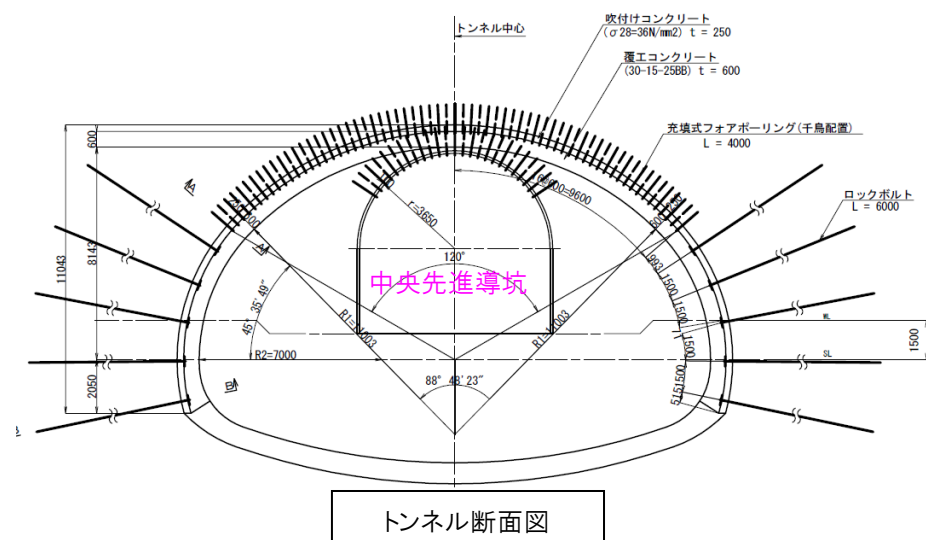 トンネル中心
吹付けコンクリート
(σ28=36N/mm2) t = 250
覆工コンクリート
(30-15-25BB) t = 600
充填式フォアポーリング(千鳥配置)
L = 4000
ロックボルト
L = 6000
600
8143
11043
2050
r=3650
120°
中央先進導坑
45° 35' 49"
R2=7000
88° 48' 23"
1500
1500
1500
1500
515
WL
SL
1500
トンネル断面図